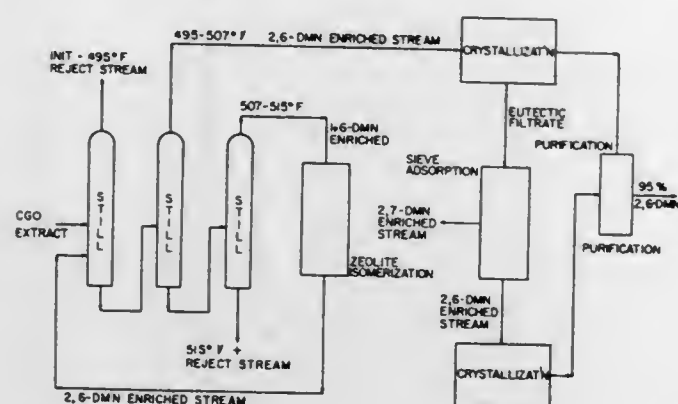 495-507°F
2,6-DMN ENRICHED STREAM
CRYSTALLIZAT'N
INIT - 495°F
REJECT STREAM
507-515°F
1,6-DMN
ENRICHED
EUTECTIC
FILTRATE
PURIFICATION
SIEVE
ADSORPTION
95 %
2,6-DMN
CGO
EXTRACT
STILL
STILL
STILL
2,7-DMN
ENRICHED
STREAM
PURIFICATION
ZEOLITE
ISOMERIZATION
2,6-DMN
ENRICHED
STREAM
515°F +
REJECT STREAM
CRYSTALLIZAT'N
2,6-DMN ENRICHED STREAM